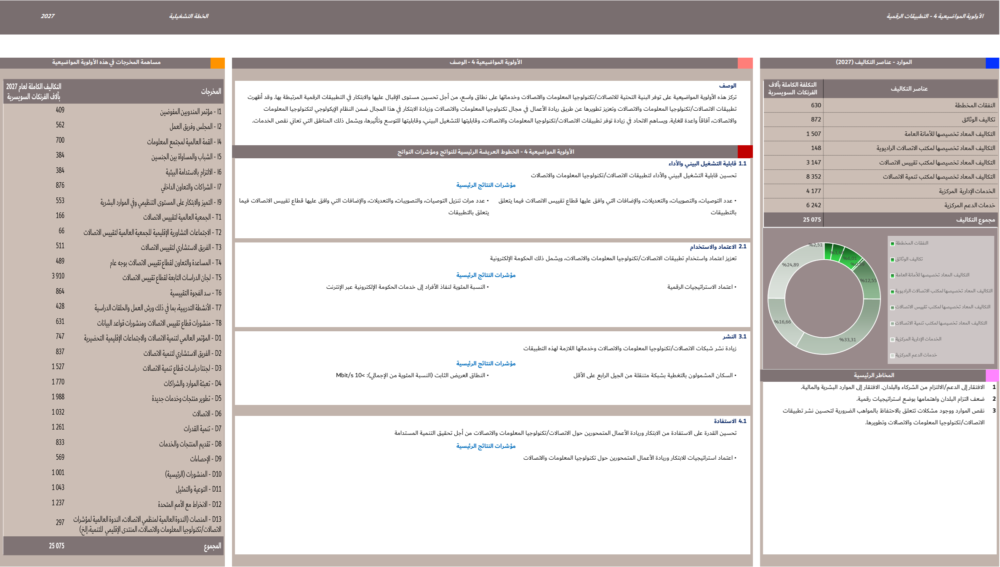 الأولوية المواضيعية 4 - التطبيقات الرقمية
الخطة التشغيلية
2027
الموارد - عناصر التكاليف (2027)
عناصر التكاليف
التكلفة الكاملة بآلاف
الفرنكات السويسرية
النفقات المخططة 630
تكاليف الوثائق 872
التكاليف المعاد تخصيصها للأمانة العامة 1 507
التكاليف المعاد تخصيصها لمكتب الاتصالات الراديوية 148
التكاليف المعاد تخصيصها لمكتب تقييس الاتصالات 3 147
التكاليف المعاد تخصيصها لمكتب تنمية الاتصالات 8 352
الخدمات الإدارية المركزية 4 177
خدمات الدعم المركزية 6 242
مجموع التكاليف 25 075
%2,51
%3,48
%6,01
%0,59
%12,55
%33,31
%16,66
%24,89
النفقات المخططة
تكاليف الوثائق
التكاليف المعاد تخصيصها للأمانة العامة
التكاليف المعاد تخصيصها لمكتب الاتصالات الراديوية
التكاليف المعاد تخصيصها لمكتب تقييس الاتصالات
التكاليف المعاد تخصيصها لمكتب تنمية الاتصالات
الخدمات الإدارية المركزية
خدمات الدعم المركزية
المخاطر الرئيسية
1 الافتقار إلى الدعم/الالتزام من الشركاء والبلدان. الافتقار إلى الموارد البشرية والمالية.
2 ضعف التزام البلدان واهتمامها بوضع استراتيجيات رقمية.
3 نقص الموارد ووجود مشكلات تتعلق بالاحتفاظ بالمواهب الضرورية لتحسين نشر تطبيقات
الاتصالات/تكنولوجيا المعلومات والاتصالات وتطويرها.
الأولوية المواضيعية 4 - الوصف
الوصف
تركز هذه الأولوية المواضيعية على توفر البنية التحتية للاتصالات/تكنولوجيا المعلومات والاتصالات وخدماتها على نطاق واسع، من أجل تحسين مستوى الإقبال عليها والابتكار في التطبيقات الرقمية المرتبطة بها. وقد أظهرت
تطبيقات الاتصالات/تكنولوجيا المعلومات والاتصالات وتعزيز تطويرها عن طريق ريادة الأعمال في مجال تكنولوجيا المعلومات والاتصالات وزيادة الابتكار في هذا المجال ضمن النظام الإيكولوجي لتكنولوجيا المعلومات
والاتصالات، آفاقاً واعدة للغاية. ويساهم الاتحاد في زيادة توفر تطبيقات الاتصالات/تكنولوجيا المعلومات والاتصالات، وقابليتها للتشغيل البيني، وقابليتها للتوسع وتأثيرها، ويشمل ذلك المناطق التي تعاني نقص الخدمات.
الأولوية المواضيعية 4 - الخطوط العريضة الرئيسية للنواتج ومؤشرات النواتج
1.1 قابلية التشغيل البيني والأداء
تحسين قابلية التشغيل البيني والأداء لتطبيقات الاتصالات/تكنولوجيا المعلومات والاتصالات
مؤشرات النتائج الرئيسية
• عدد التوصيات، والتصويبات، والتعديلات، والإضافات التي وافق عليها قطاع تقييس الاتصالات فيما يتعلق
بالتطبيقات
• عدد مرات تنزيل التوصيات، والتصويبات، والتعديلات، والإضافات التي وافق عليها قطاع تقييس الاتصالات فيما
يتعلق بالتطبيقات
2.1 الاعتماد والاستخدام
تعزيز اعتماد واستخدام تطبيقات الاتصالات/تكنولوجيا المعلومات والاتصالات، ويشمل ذلك الحكومة الإلكترونية
مؤشرات النتائج الرئيسية
• اعتماد الاستراتيجيات الرقمية
• النسبة المئوية لنفاذ الأفراد إلى خدمات الحكومة الإلكترونية عبر الإنترنت
3.1 النشر
زيادة نشر شبكات الاتصالات/تكنولوجيا المعلومات والاتصالات وخدماتها اللازمة لهذه التطبيقات
مؤشرات النتائج الرئيسية
• السكان المشمولون بالتغطية بشبكة متنقلة من الجيل الرابع على الأقل
• النطاق العريض الثابت (النسبة المئوية من الإجمالي): >10 Mbit/s
4.1 الاستفادة
تحسين القدرة على الاستفادة من الابتكار وريادة الأعمال المتمحورين حول الاتصالات/تكنولوجيا المعلومات والاتصالات من أجل تحقيق التنمية المستدامة
مؤشرات النتائج الرئيسية
• اعتماد استراتيجيات للابتكار وريادة الأعمال المتمحورين حول تكنولوجيا المعلومات والاتصالات
مساهمة المخرجات في هذه الأولوية المواضيعية
المخرجات
التكاليف الكاملة لعام 2027
بآلاف الفرنكات السويسرية
I1 - مؤتمر المندوبين المفوضين 409
I2 - المجلس وفريق العمل 562
I4 - القمة العالمية لمجتمع المعلومات 700
I5 - الشباب والمساواة بين الجنسين 384
I6 - الالتزام بالاستدامة البيئية 384
I7 - الشراكات والتعاون الداخلي 876
I9 - التميز والابتكار على المستوى التنظيمي وفي الموارد البشرية 553
T1 - الجمعية العالمية لتقييس الاتصالات 166
T2 - الاجتماعات التشاورية الإقليمية للجمعية العالمية لتقييس الاتصالات 66
T3 - الفريق الاستشاري لتقييس الاتصالات 511
T4 - المساعدة والتعاون لقطاع تقييس الاتصالات بوجه عام 489
T5 - لجان الدراسات التابعة لقطاع تقييس الاتصالات 3 910
T6 - سد الفجوة التقييسية 864
T7 - الأنشطة التدريبية، بما في ذلك ورش العمل والحلقات الدراسية 428
T8 - منشورات قطاع تقييس الاتصالات ومنشورات قواعد البيانات 631
D1 - المؤتمر العالمي لتنمية الاتصالات والاجتماعات الإقليمية التحضيرية 747
D2 - الفريق الاستشاري لتنمية الاتصالات 837
D3 - لجنتا دراسات قطاع تنمية الاتصالات 1 527
D4 - تعبئة الموارد والشراكات 1 770
D5 - تطوير منتجات وخدمات جديدة 1 988
D6 - الاتصالات 1 032
D7 - تنمية القدرات 1 261
D8 - تقديم المنتجات والخدمات 833
D9 - الإحصاءات 569
D10 - المنشورات (الرئيسية) 1 001
D11 - التوعية والتمثيل 1 043
D12 - الانخراط مع الأمم المتحدة 1 237
D13 - المنصات (الندوة العالمية لمنظمي الاتصالات، الندوة العالمية لمؤشرات
الاتصالات/تكنولوجيا المعلومات والاتصالات، المنتدى الإقليمي للتنمية، إلخ) 297
المجموع 25 075